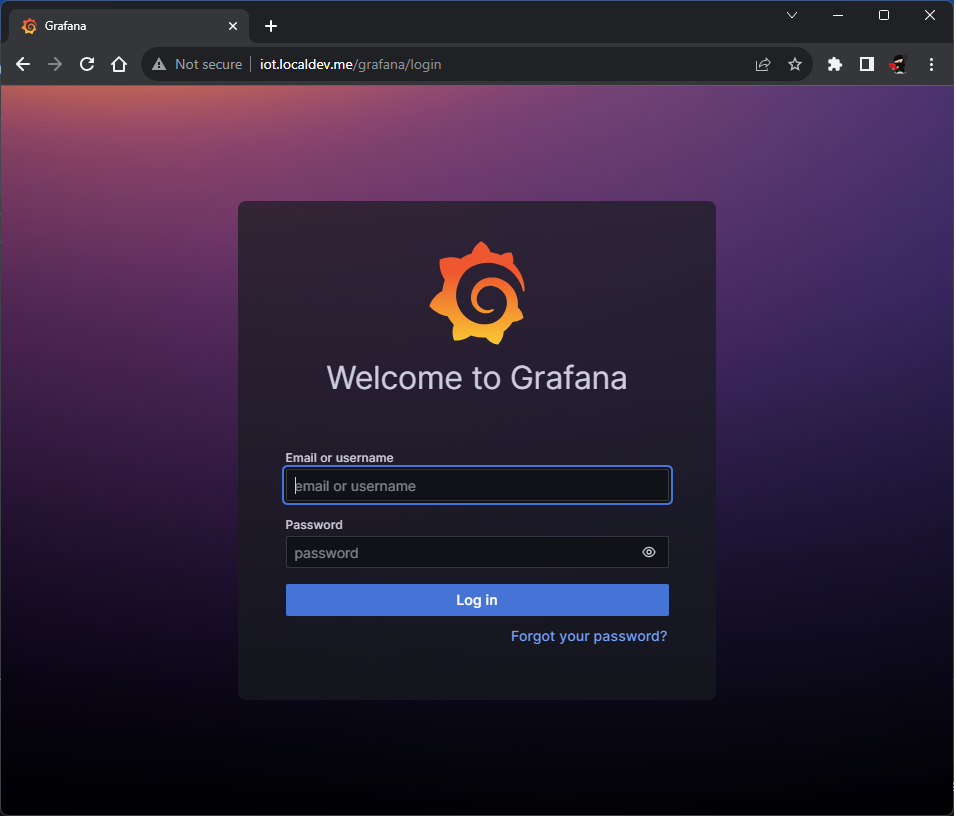 Grafana
Not secure iot.localdev.me/grafana/login
Welcome to Grafana
Email or username
email or username
Password
password
Log in
Forgot your password?